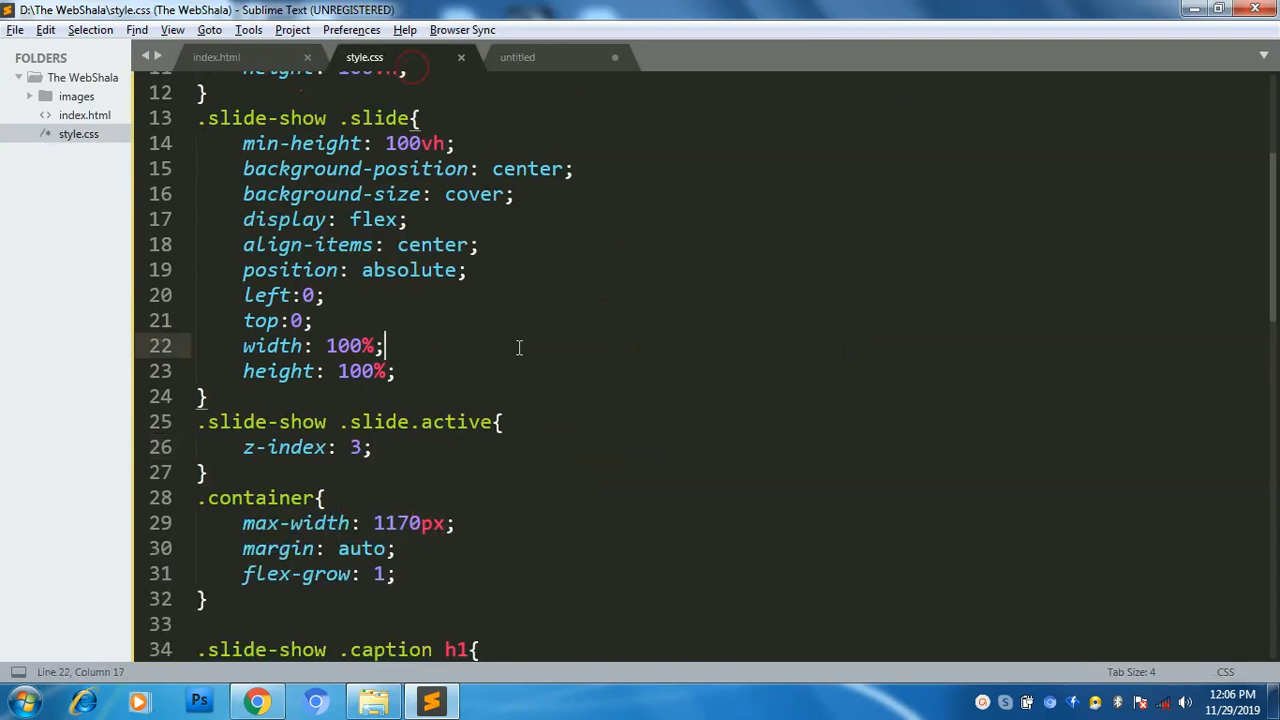 D:\The WebShala\style.css (The WebShala) - Sublime Text (UNREGISTERED)
File Edit Selection Find View Goto Tools Project Preferences Help Browser Sync
FOLDERS
The WebShala
images
index.html
/* style.css
index.html × style.css × untitled
11 height: 100vh;
12 }
13 .slide-show .slide{
14 min-height: 100vh;
15 background-position: center;
16 background-size: cover;
17 display: flex;
18 align-items: center;
19 position: absolute;
20 left:0;
21 top:0;
22 width: 100%;
23 height: 100%;
24 }
25 .slide-show .slide.active{
26 z-index: 3;
27 }
28 .container{
29 max-width: 1170px;
30 margin: auto;
31 flex-grow: 1;
32 }
33
34 .slide-show .caption h1{
Line 22, Column 17 Tab Size: 4 CSS
Ps
12:06 PM
11/29/2019